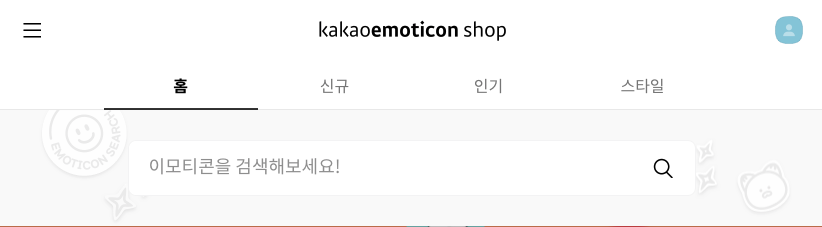 kakaoemoticon shop
홈 신규 인기 스타일
EMOTICON SEARCH
이모티콘을 검색해보세요!